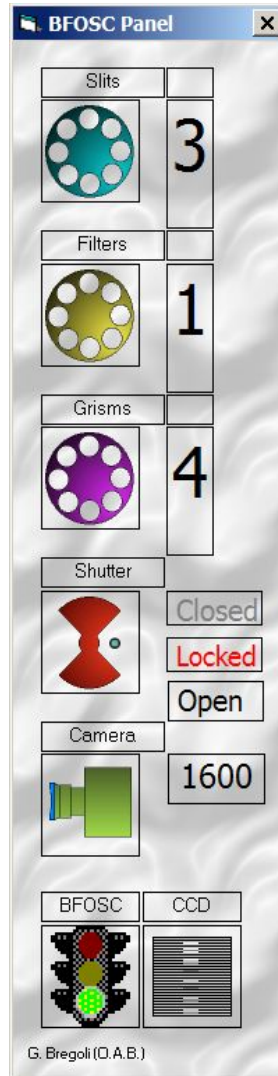 BFOSC Panel
Slits
3
Filters
1
Grisms
4
Shutter
Closed
Locked
Open
Camera
1600
BFOSC CCD
G. Bregoli (O.A.B.)